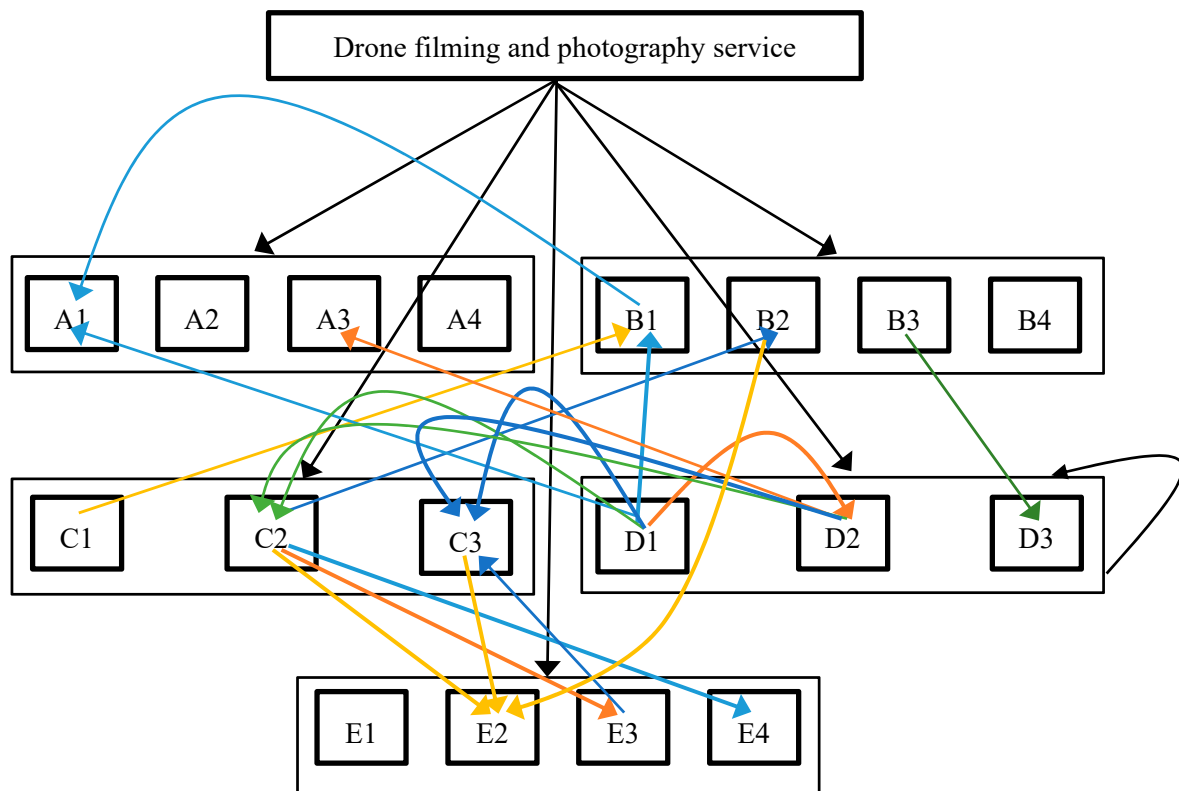 Drone filming and photography service
A1 A2 A3 A4
B1 B2 B3 B4
C1 C2 C3
D1 D2 D3
E1 E2 E3 E4